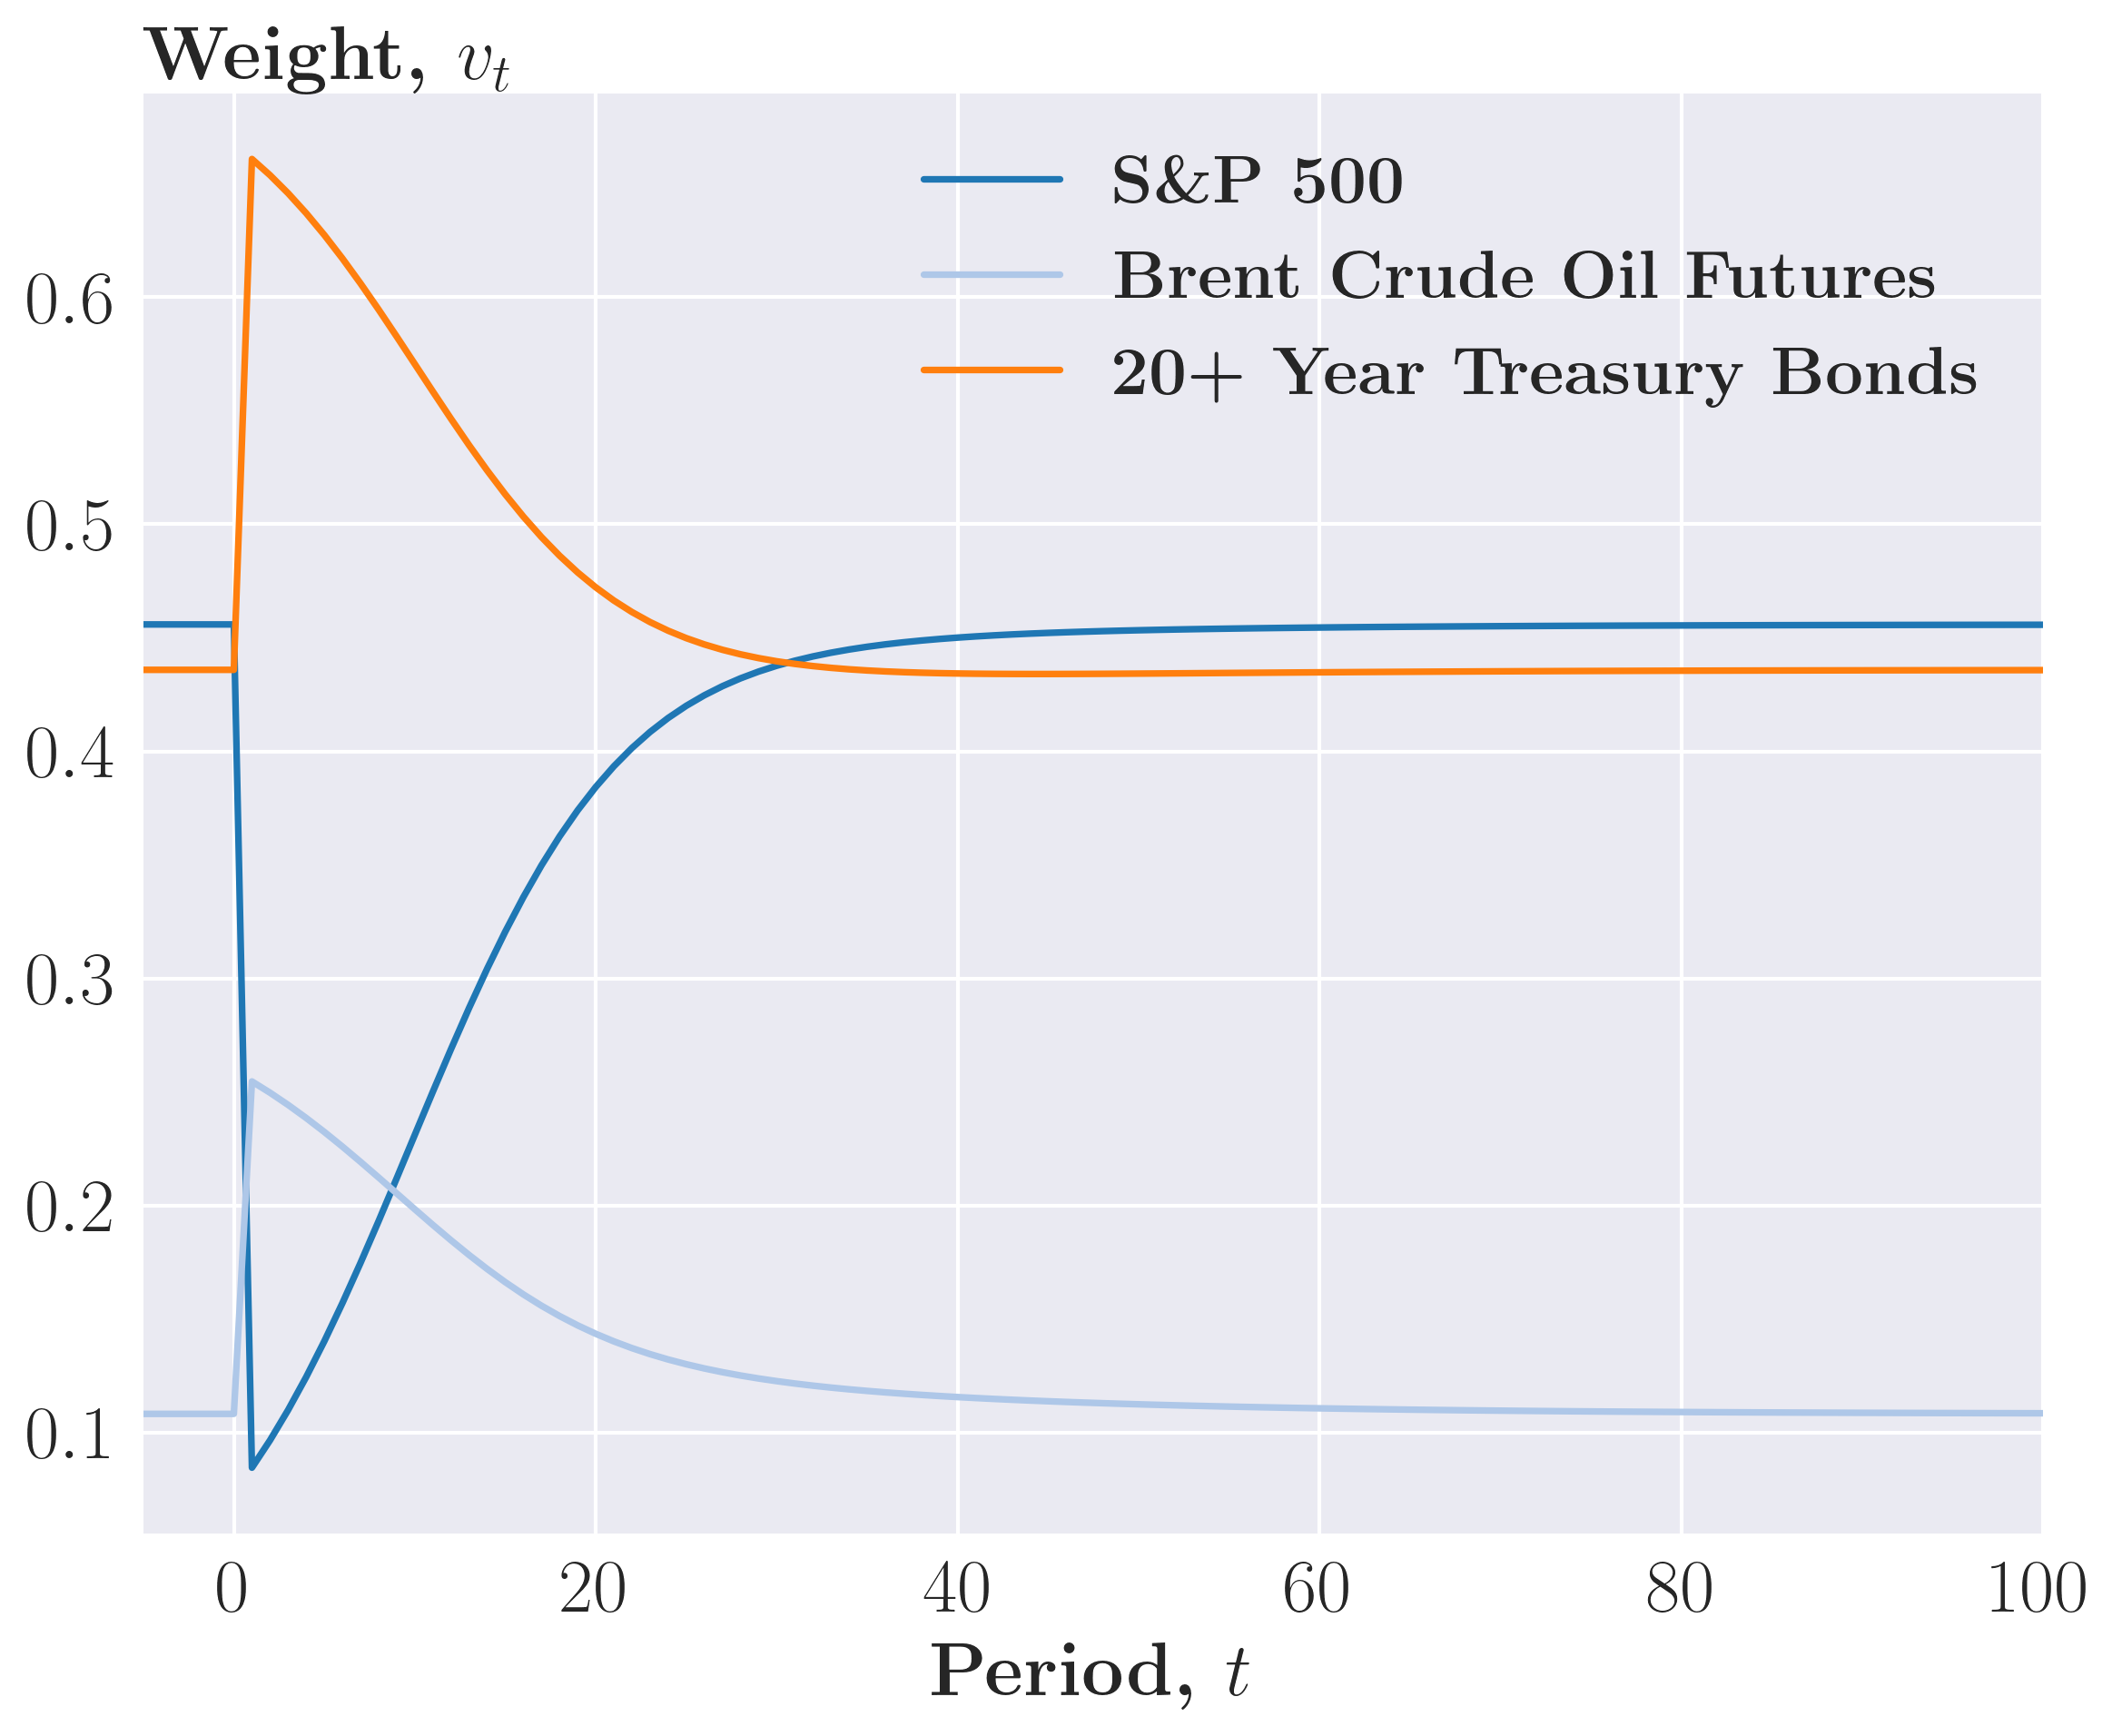 Weight, v_t
S&P 500
Brent Crude Oil Futures
20+ Year Treasury Bonds
0.6
0.5
0.4
0.3
0.2
0.1
0 20 40 60 80 100
Period, t